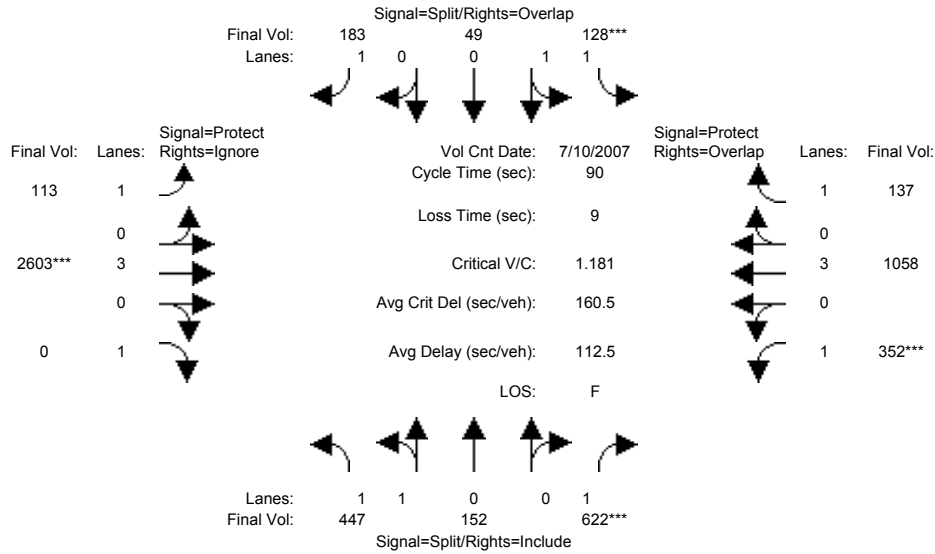 Signal=Split/Rights=Overlap
Final Vol: 183 49 128***
Lanes: 1 0 0 1 1
Signal=Protect Signal=Protect
Final Vol: Lanes: Rights=Ignore Vol Cnt Date: 7/10/2007 Rights=Overlap Lanes: Final Vol:
Cycle Time (sec): 90
113 1 1 137
Loss Time (sec): 9
0 0
2603*** 3 Critical V/C: 1.181 3 1058
0 Avg Crit Del (sec/veh): 160.5 0
0 1 Avg Delay (sec/veh): 112.5 1 352***
LOS: F
Lanes: 1 1 0 0 1
Final Vol: 447 152 622***
Signal=Split/Rights=Include